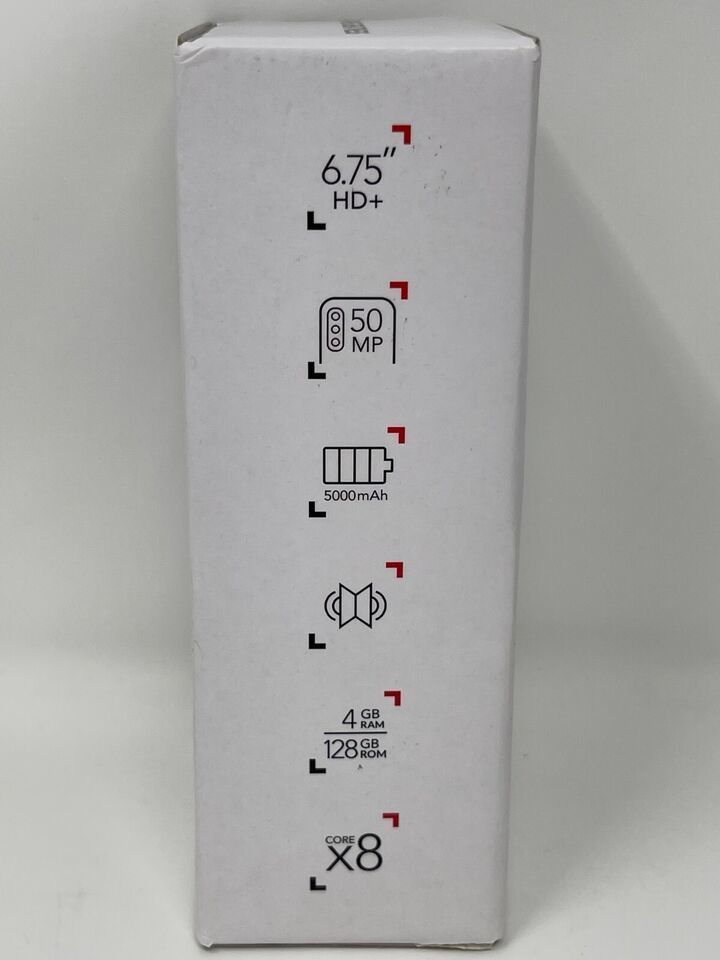 6.75"
HD+
50
MP
5000mAh
4 GB RAM
128 GB ROM
CORE
x8